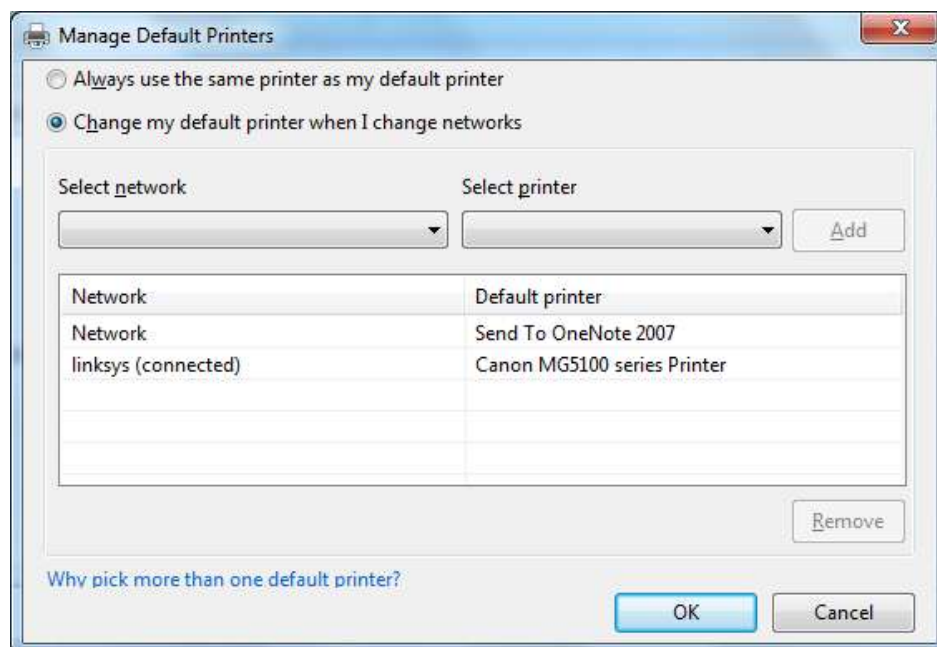 Manage Default Printers
Always use the same printer as my default printer
Change my default printer when I change networks
Select network Select printer
Add
Network Default printer
Network Send To OneNote 2007
linksys (connected) Canon MG5100 series Printer
Remove
Why pick more than one default printer?
OK Cancel